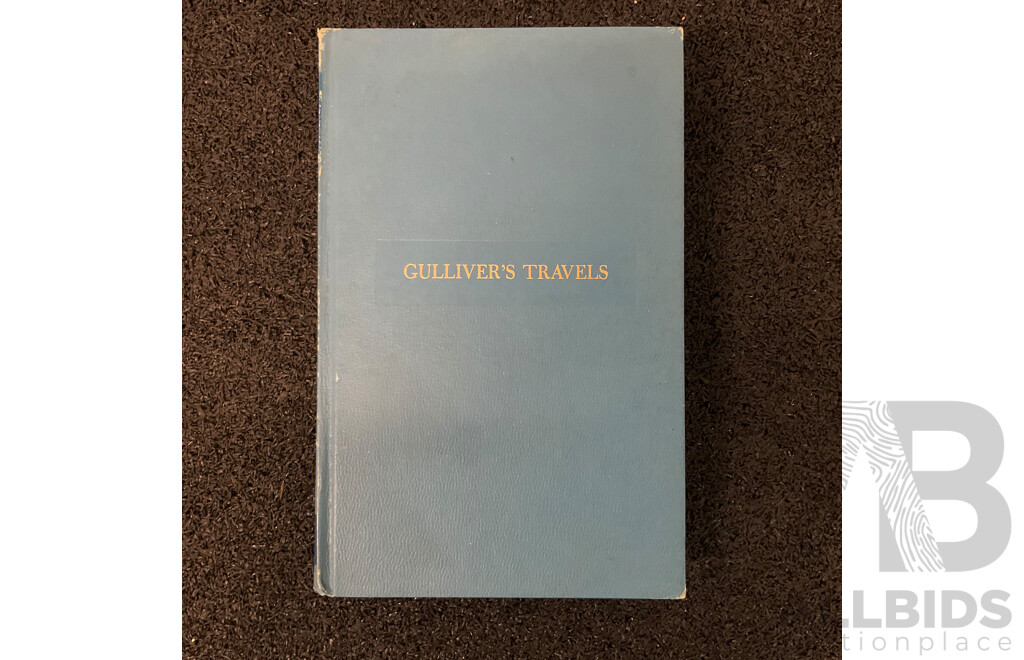 GULLIVER'S TRAVELS
B
LLBIDS
tionplace